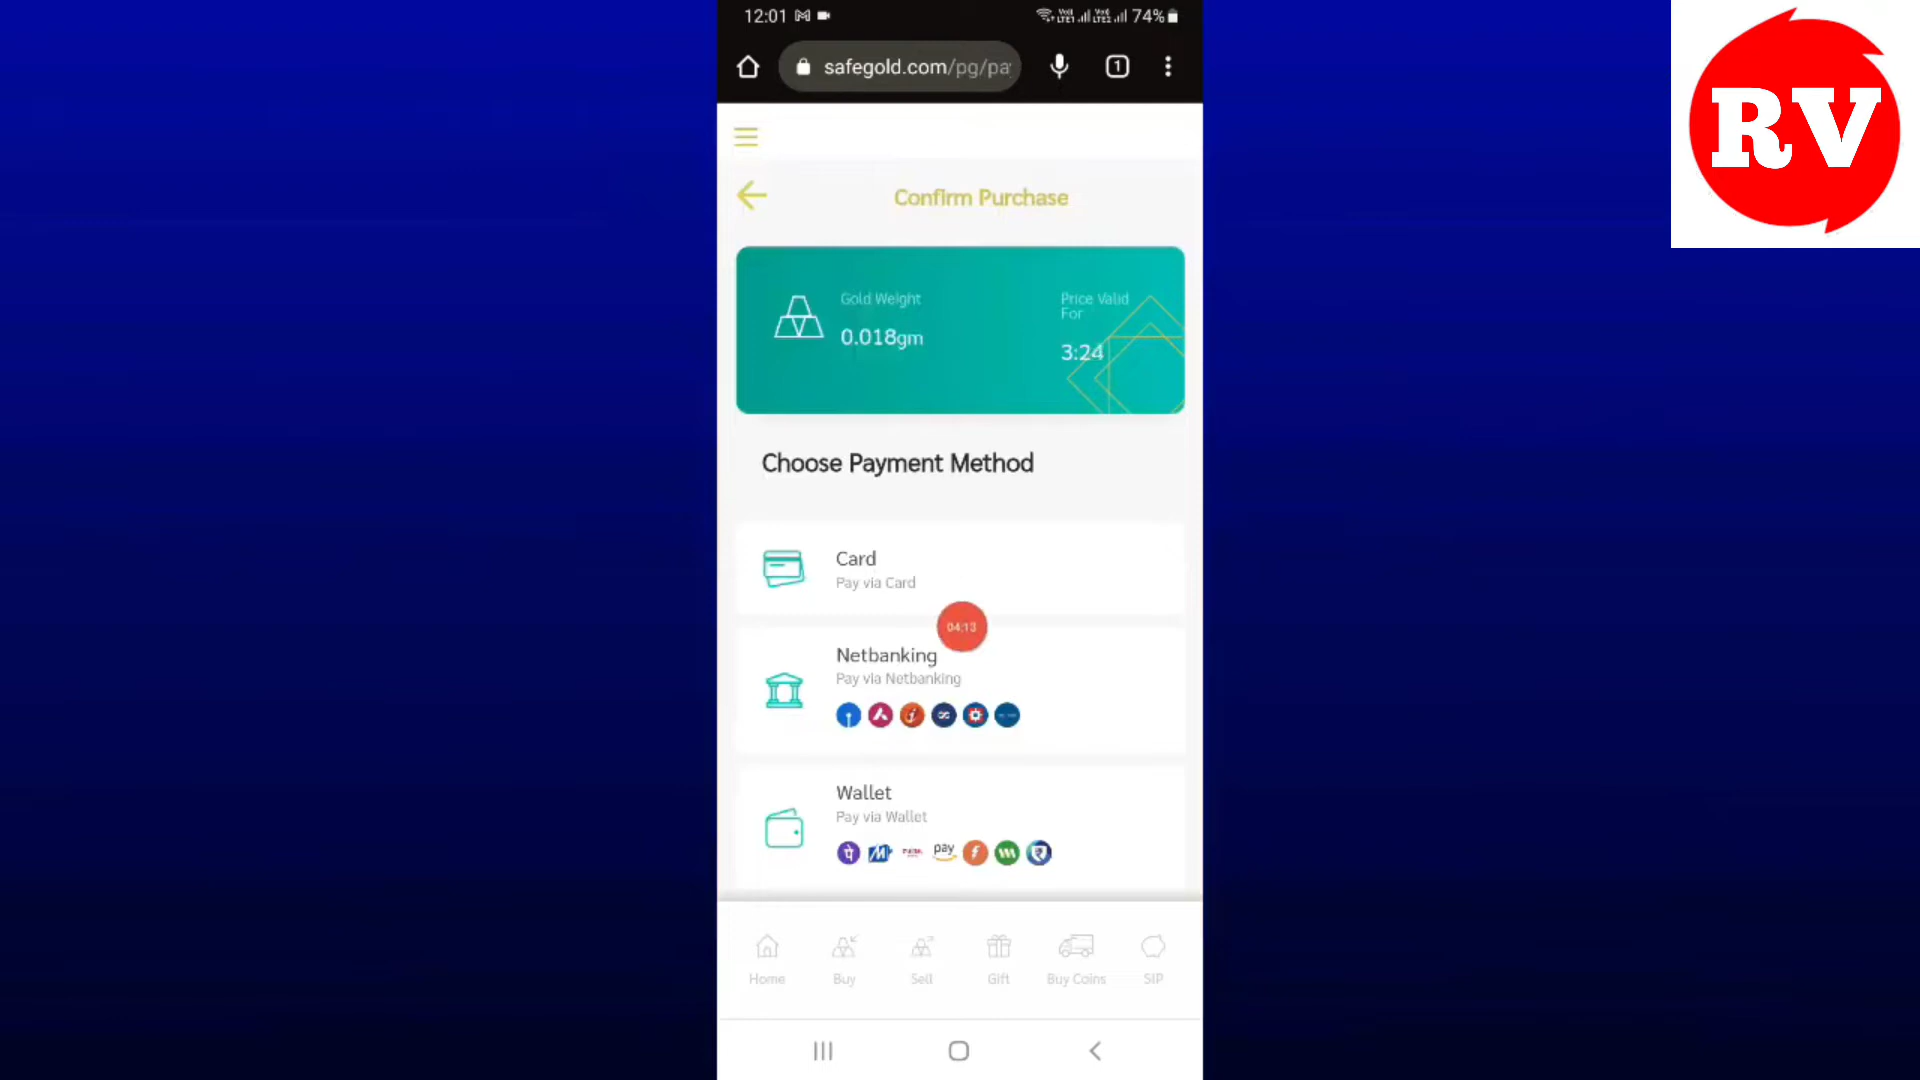 12:01
74%
safegold.com/pg/pa
1
RV
Confirm Purchase
Gold Weight
0.018gm
Price Valid
For
3:24
Choose Payment Method
Card
Pay via Card
04:13
Netbanking
Pay via Netbanking
Wallet
Pay via Wallet
pay
Home
Buy
Sell
Gift
Buy Coins
SIP